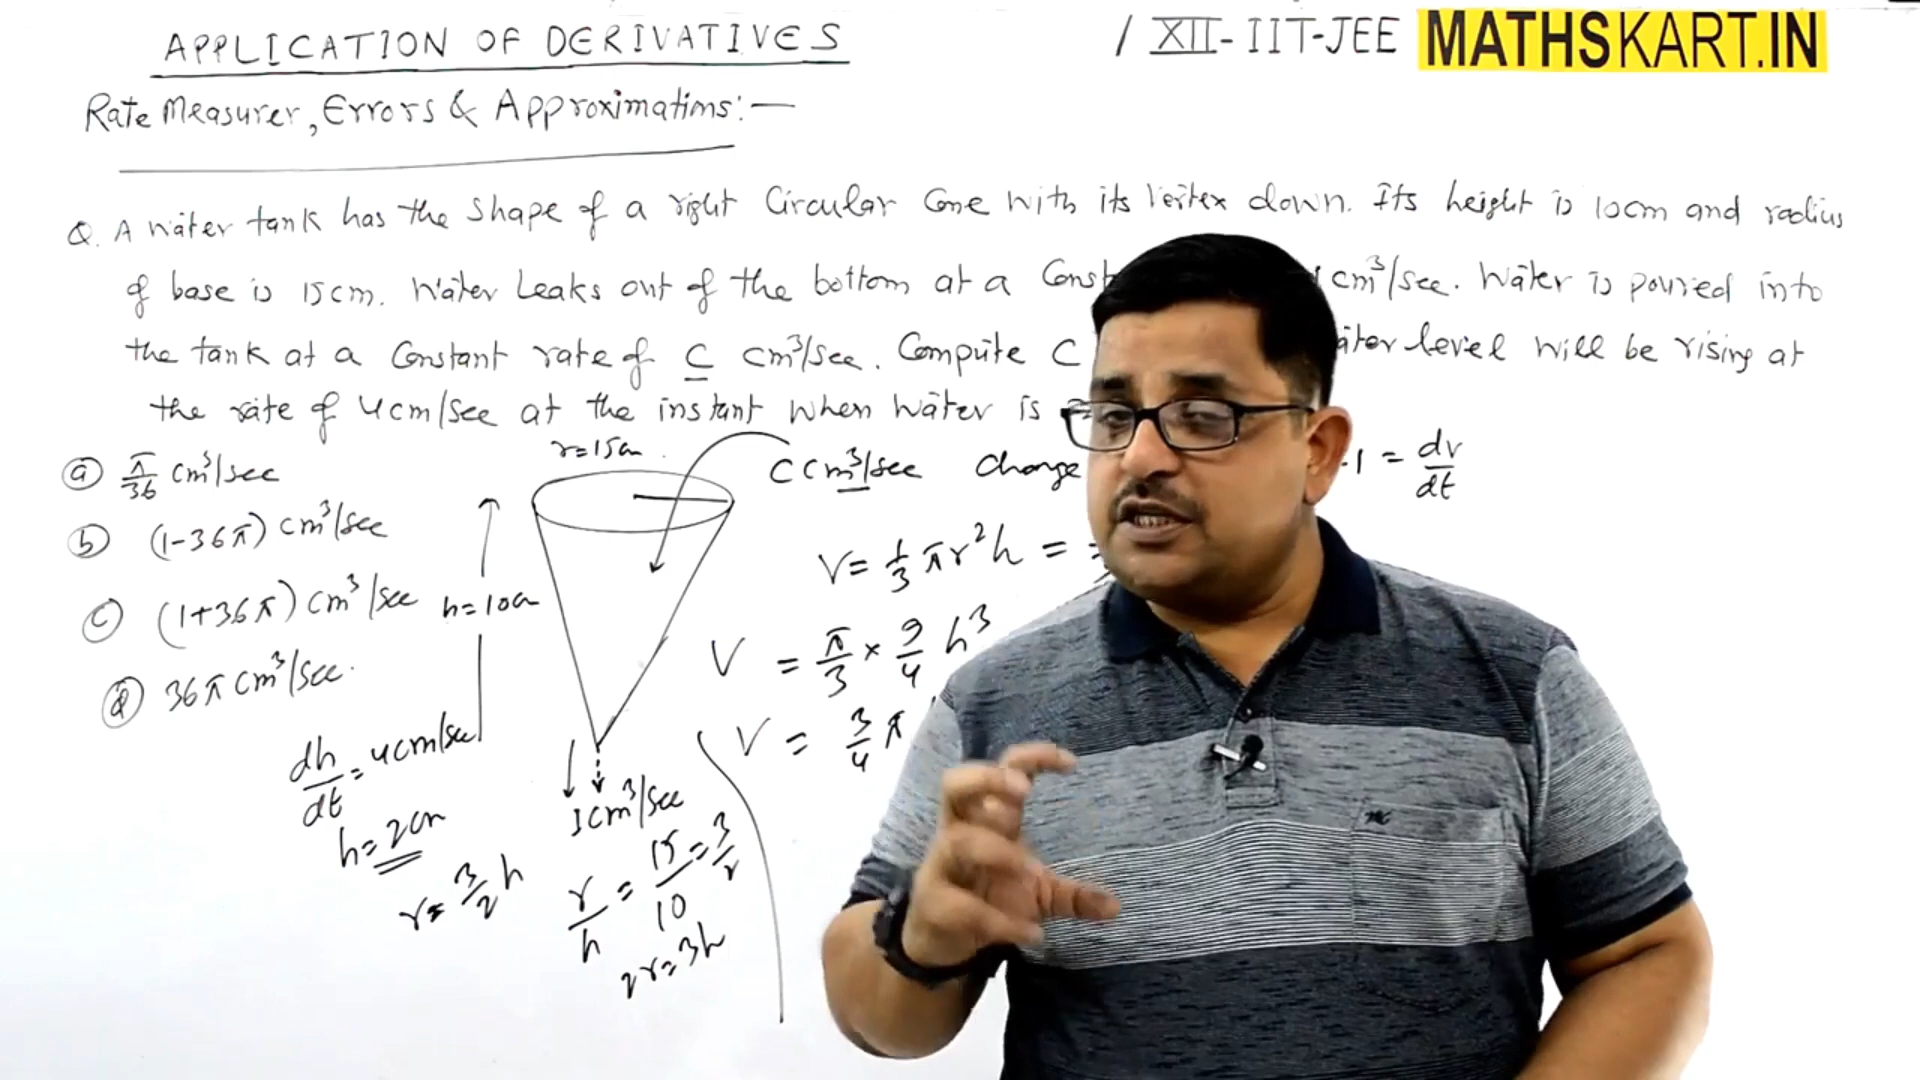 APPLICATION OF DERIVATIVES
/ XII-IIT-JEE MATHSKART.IN
Rate Measurer, Errors & Approximations:—
Q. A water tank has the shape of a right Circular Cone with its Vertex down. Its height is 10cm and radius
of base is 15cm. Water Leaks out of the bottom at a Const cm³/sec. Water is poured into
the tank at a Constant rate of C cm³/sec. Compute C level will be rising at
the rate of 4cm/sec at the instant when water is
ⓐ π/36 cm³/sec
ⓑ (1-36π) cm³/sec
ⓒ (1+36π) cm³/sec
ⓓ 36π cm³/sec.
r=15cm
h=10cm
C cm³/sec change -1 = dv/dt
V = 1/3 πr²h =
V = π/3 × 9/4 h³
V = 3/4 π
dh/dt = 4cm/sec
h=2cm
r= 3/2 h
1cm³/sec
r/h = 15/10 = 3/2
2r=3h